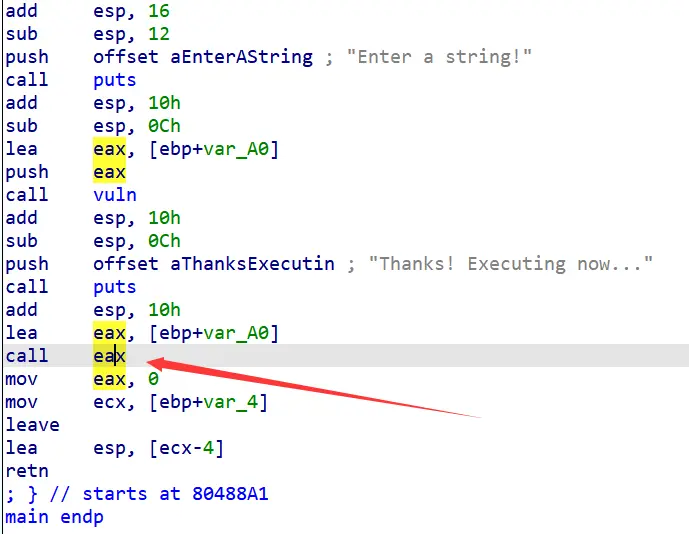 add     esp, 16
sub     esp, 12
push    offset aEnterAString ; "Enter a string!"
call    puts
add     esp, 10h
sub     esp, 0Ch
lea     eax, [ebp+var_A0]
push    eax
call    vuln
add     esp, 10h
sub     esp, 0Ch
push    offset aThanksExecutin ; "Thanks! Executing now..."
call    puts
add     esp, 10h
lea     eax, [ebp+var_A0]
call    eax
mov     eax, 0
mov     ecx, [ebp+var_4]
leave
lea     esp, [ecx-4]
retn
; } // starts at 80488A1
main endp